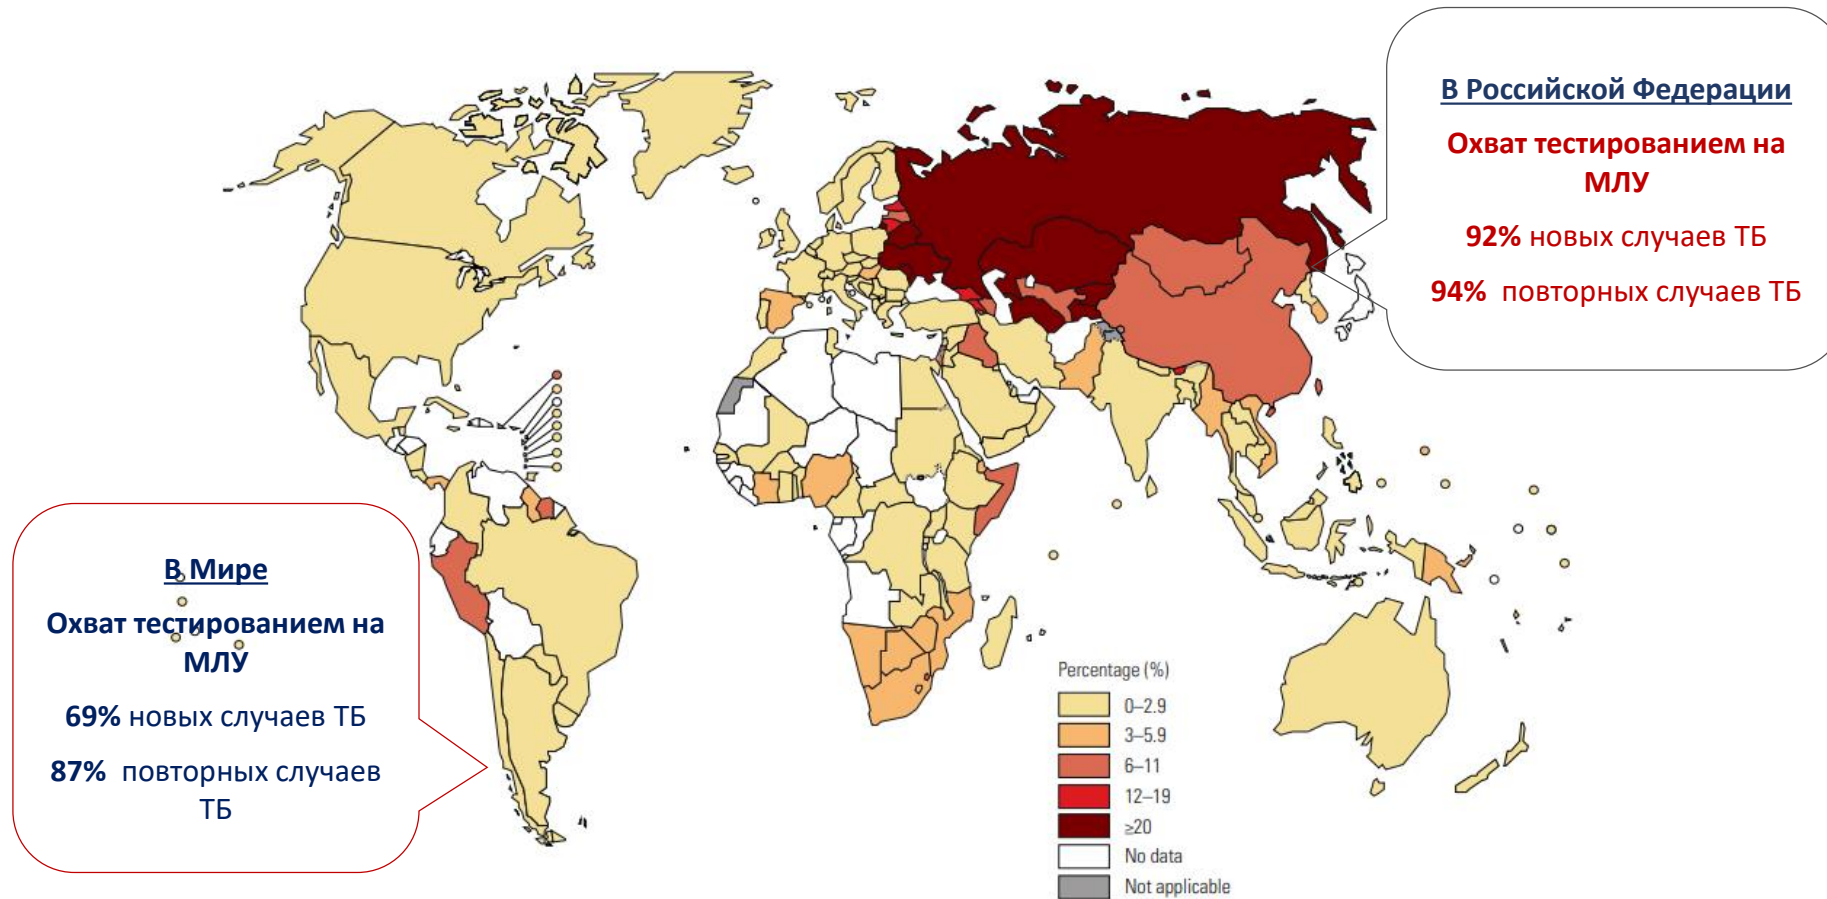 В Российской Федерации
Охват тестированием на
МЛУ
92% новых случаев ТБ
94% повторных случаев ТБ
В Мире
Охват тестированием на
МЛУ
69% новых случаев ТБ
87% повторных случаев
ТБ
Percentage (%)
0–2.9
3–5.9
6–11
12–19
≥20
No data
Not applicable